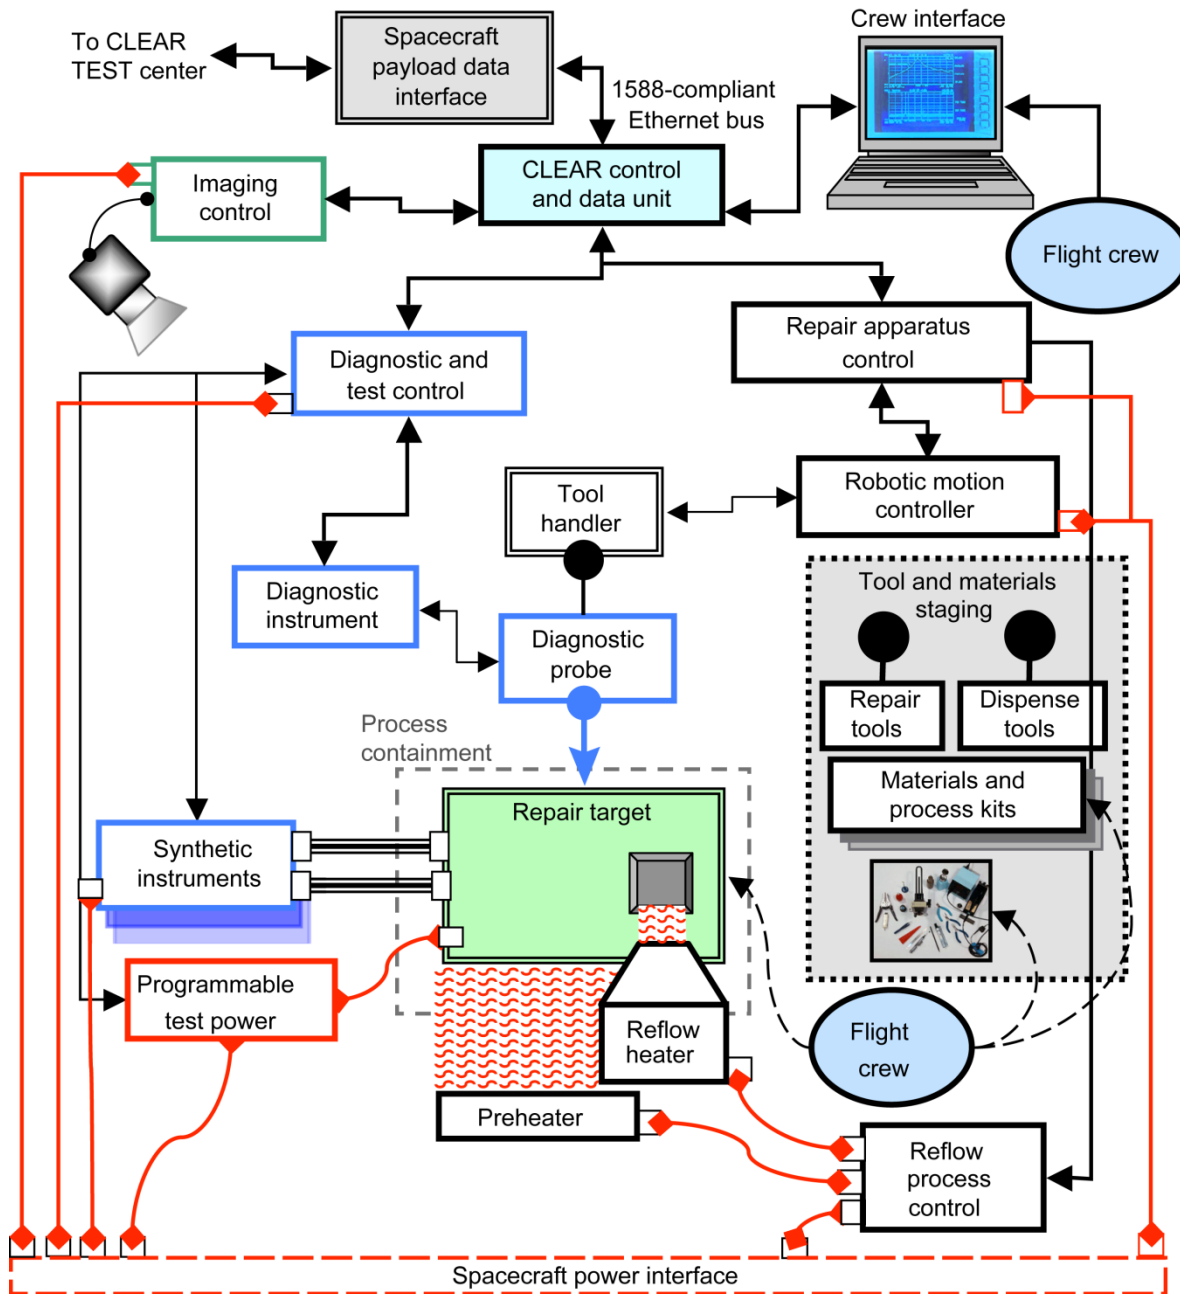 Crew interface
To CLEAR
TEST center
Spacecraft
payload data
interface
1588-compliant
Ethernet bus
Imaging
control
CLEAR control
and data unit
Flight crew
Diagnostic and
test control
Repair apparatus
control
Tool
handler
Robotic motion
controller
Diagnostic
instrument
Diagnostic
probe
Tool and materials
staging
Repair
tools
Dispense
tools
Process
containment
Materials and
process kits
Repair target
Synthetic
instruments
Programmable
test power
Reflow
heater
Flight
crew
Preheater
Reflow
process
control
Spacecraft power interface